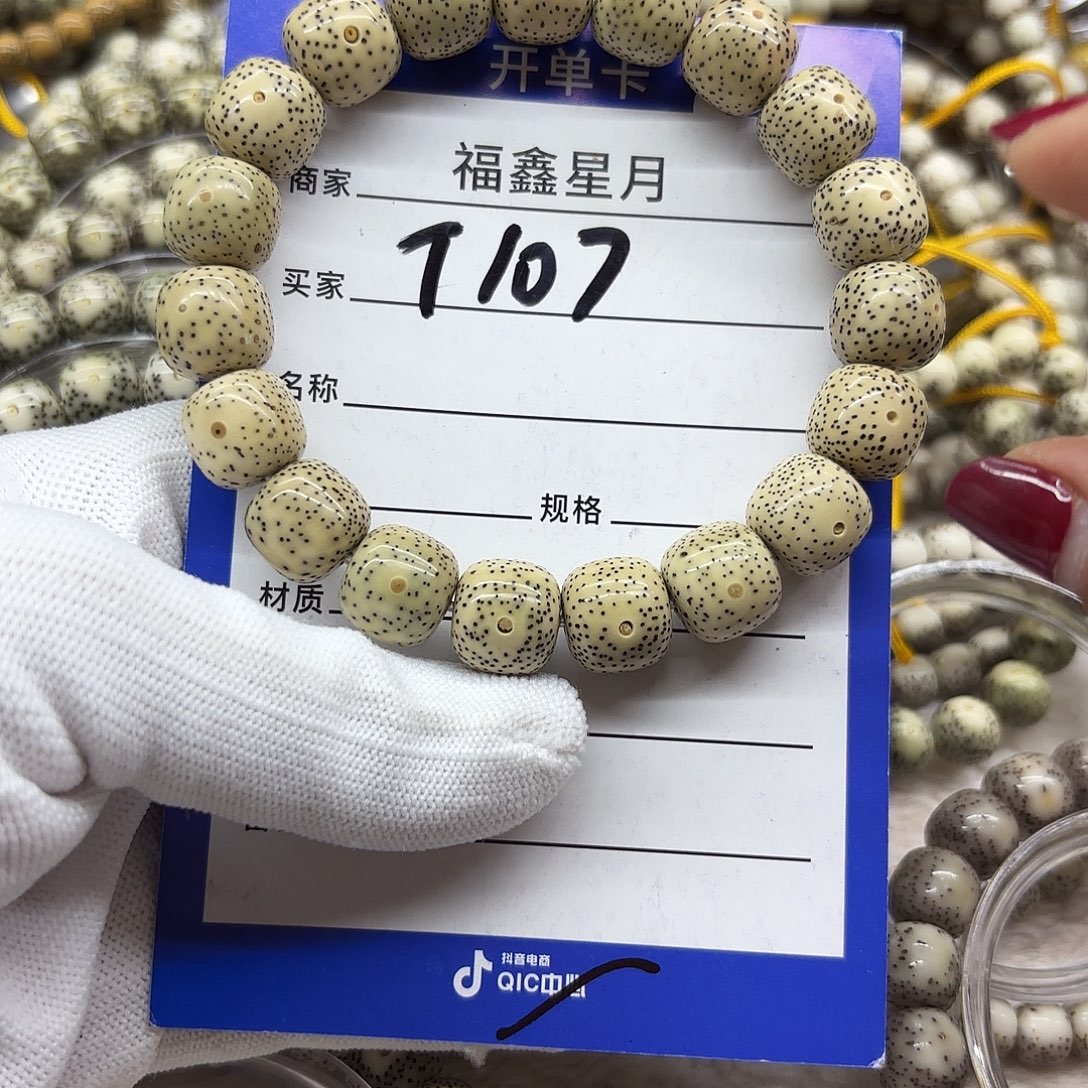 开单卡
商家 福鑫星月
买家 T107
名称
规格
材质
抖音电商
QIC中心